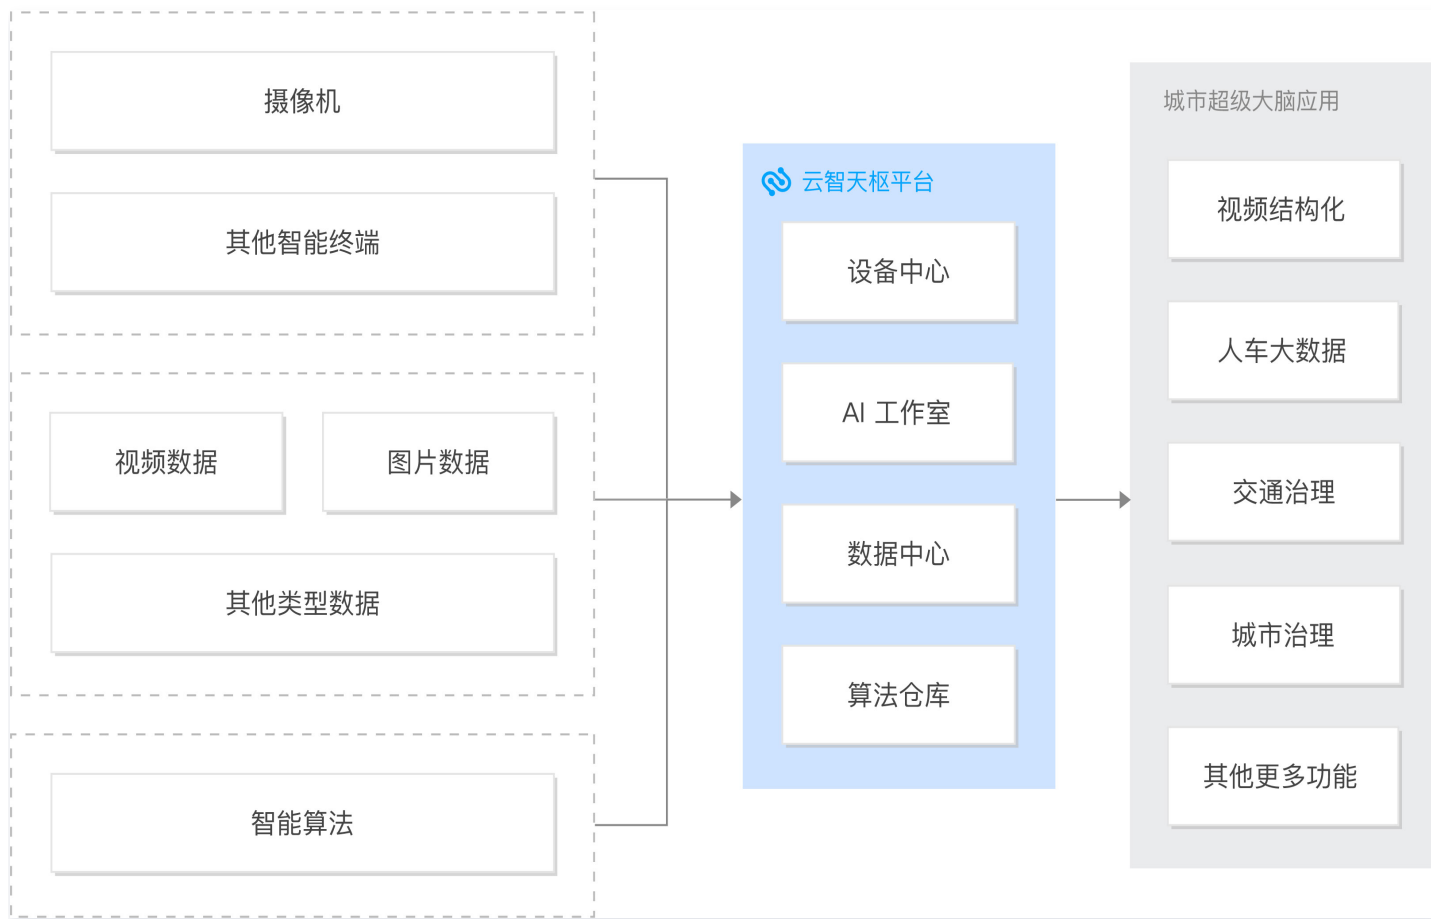 摄像机
其他智能终端
视频数据
图片数据
其他类型数据
智能算法
云智天枢平台
设备中心
AI 工作室
数据中心
算法仓库
城市超级大脑应用
视频结构化
人车大数据
交通治理
城市治理
其他更多功能